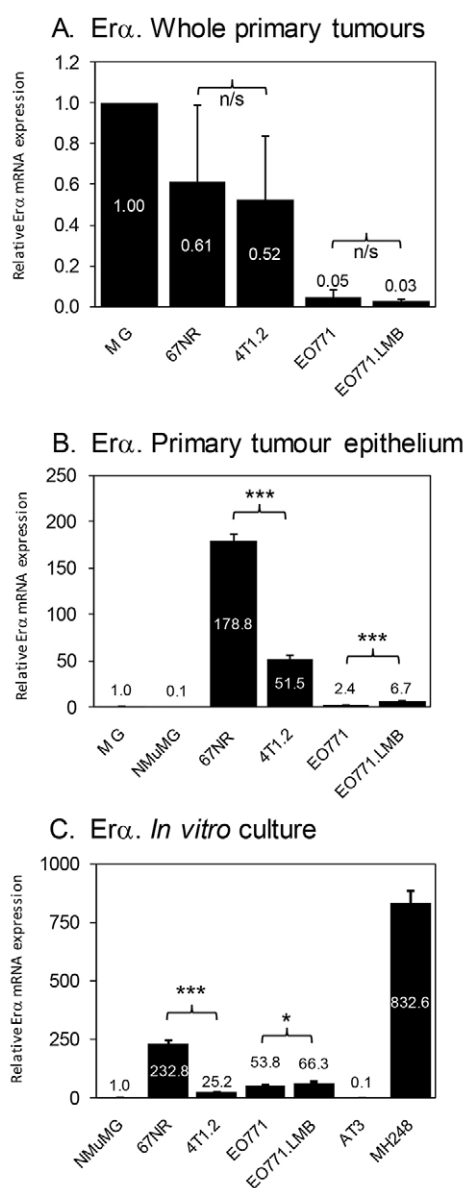 A. Erα. Whole primary tumours
Relative Erα mRNA expression
1.2
1.0
0.8
0.6
0.4
0.2
0.0
n/s
n/s
1.00
0.61
0.52
0.05
0.03
M G
67NR
4T1.2
EO771
EO771.LMB
B. Erα. Primary tumour epithelium
Relative Erα mRNA expression
250
200
150
100
50
0
***
***
1.0
0.1
178.8
51.5
2.4
6.7
M G
NMuMG
67NR
4T1.2
EO771
EO771.LMB
C. Erα. In vitro culture
Relative Erα mRNA expression
1000
750
500
250
0
***
*
1.0
232.8
25.2
53.8
66.3
0.1
832.6
NMuMG
67NR
4T1.2
EO771
EO771.LMB
AT3
MH248